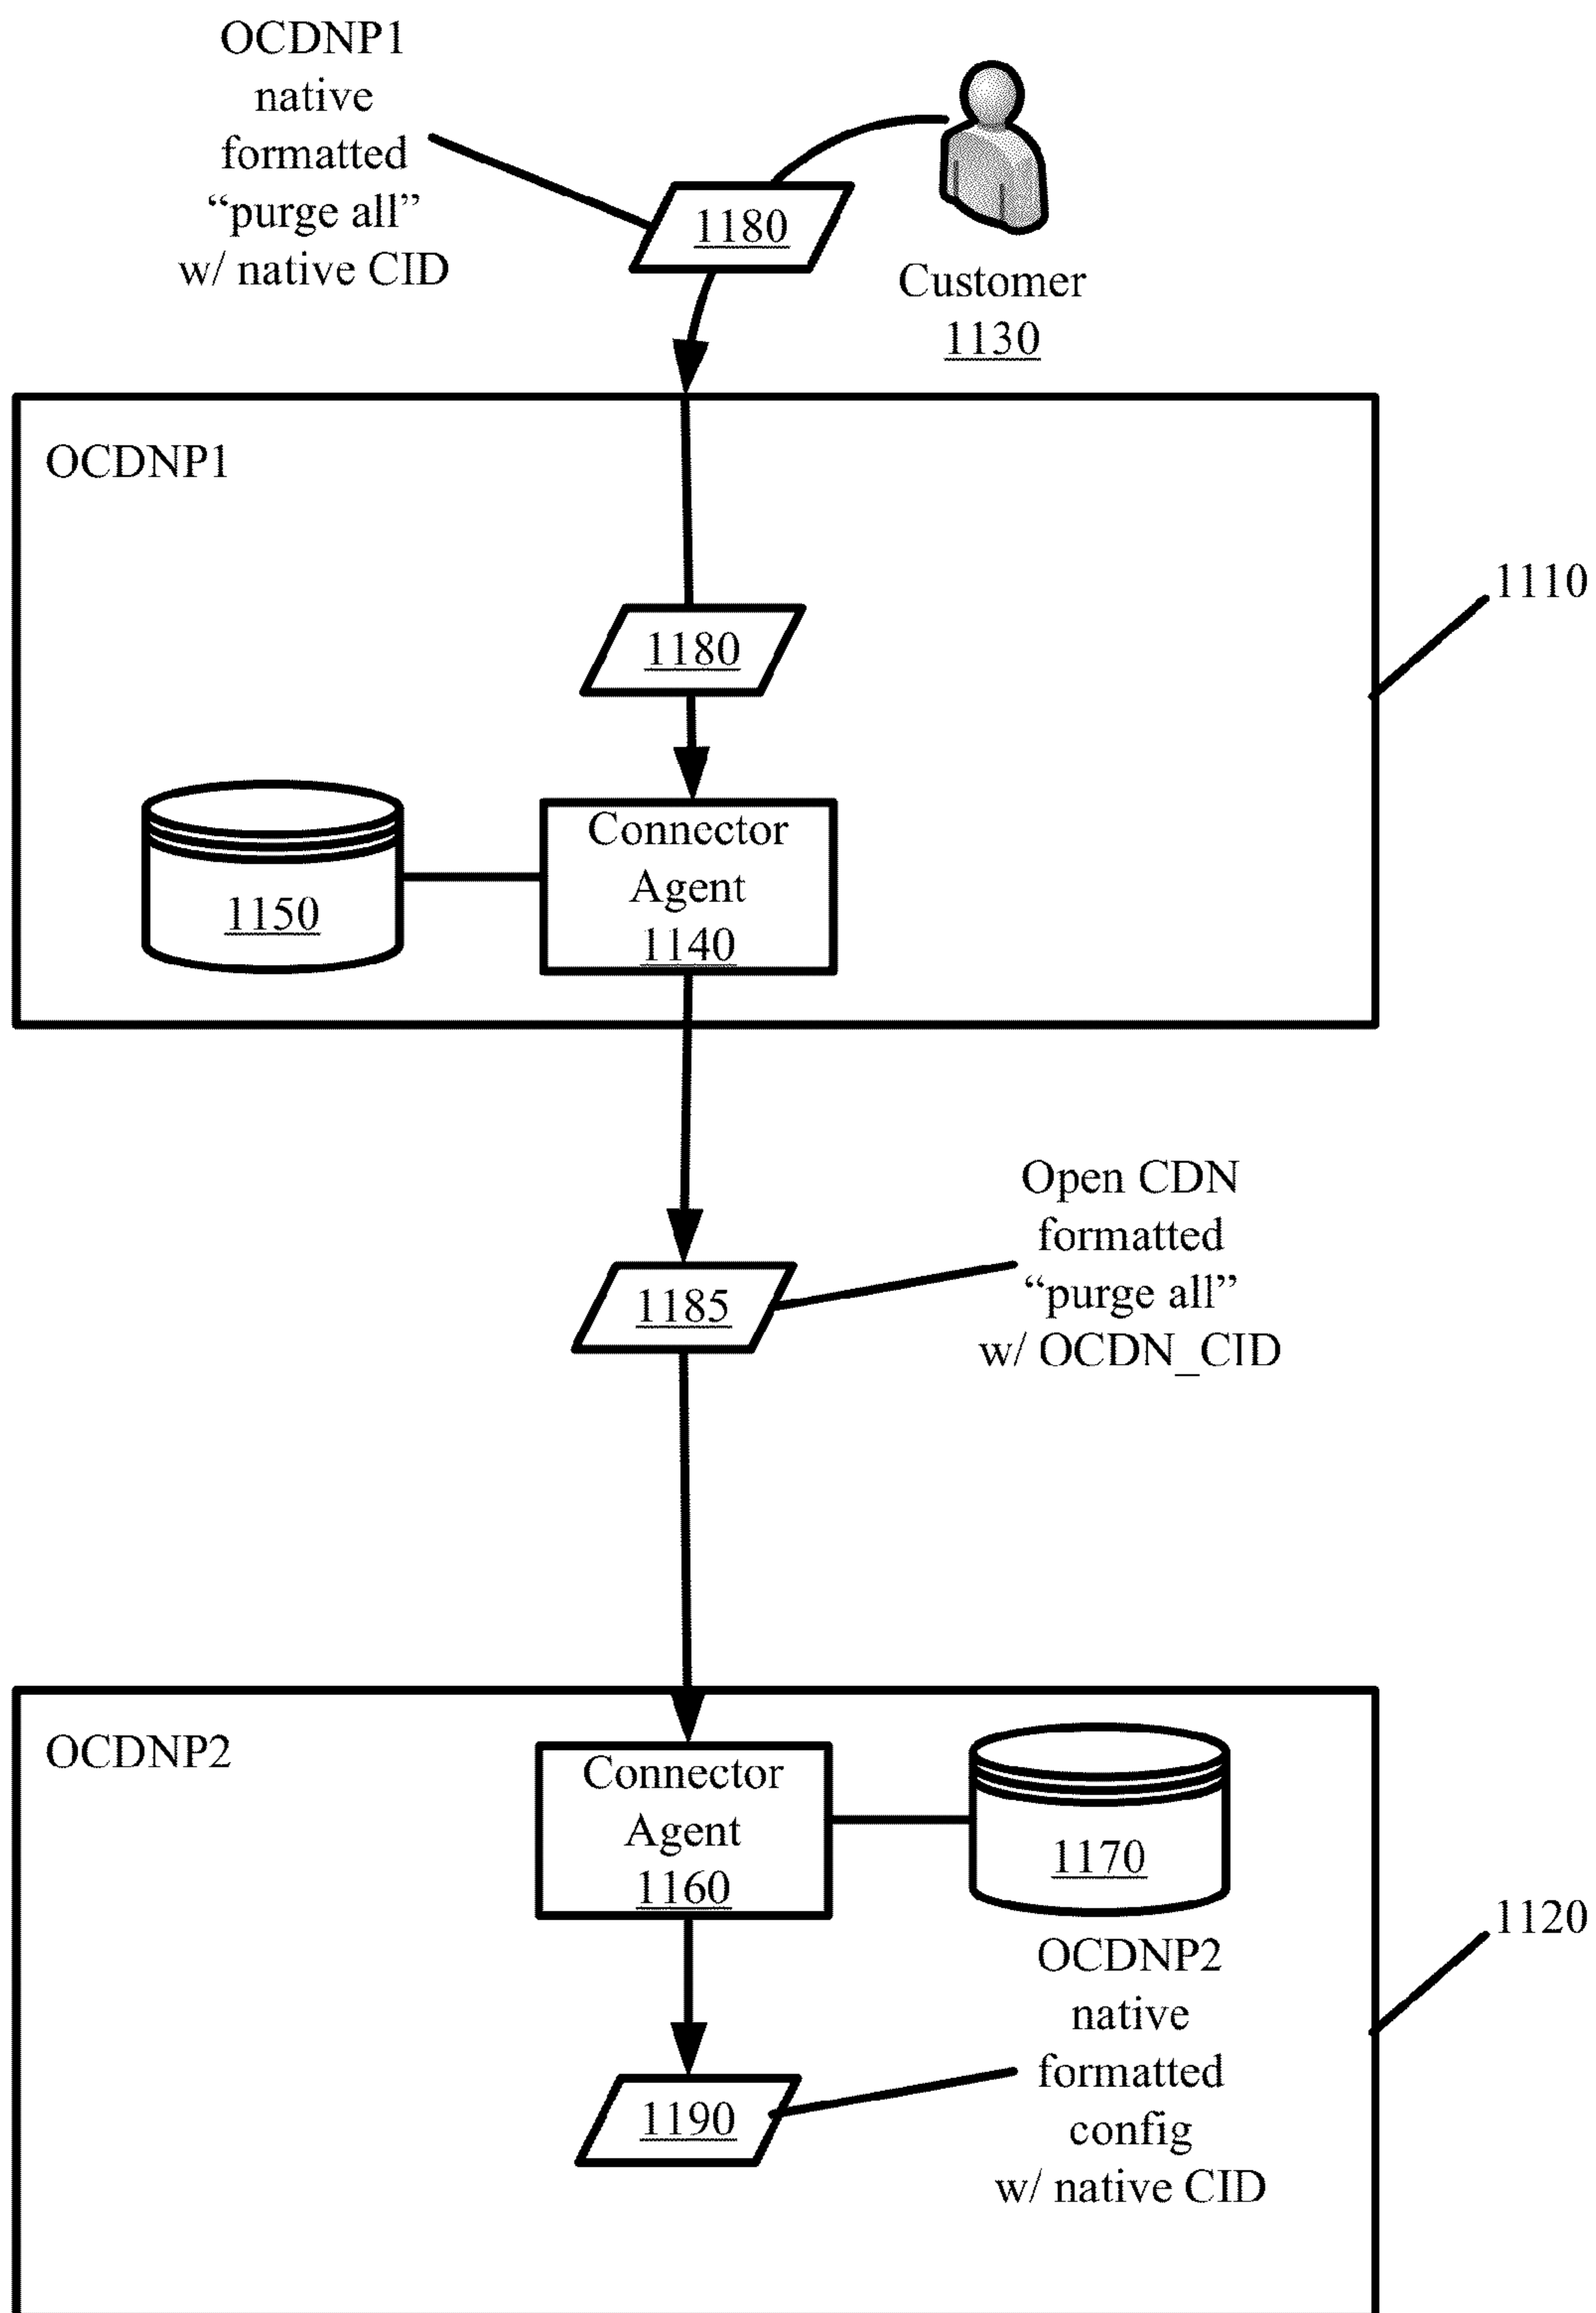 OCDNP1
native
formatted
“purge all”
w/ native CID
1180
Customer
1130
OCDNP1
1110
1180
Connector
Agent
1140
1150
Open CDN
formatted
“purge all”
w/ OCDN_CID
1185
OCDNP2
Connector
Agent
1160
1170
1120
OCDNP2
native
formatted
config
w/ native CID
1190